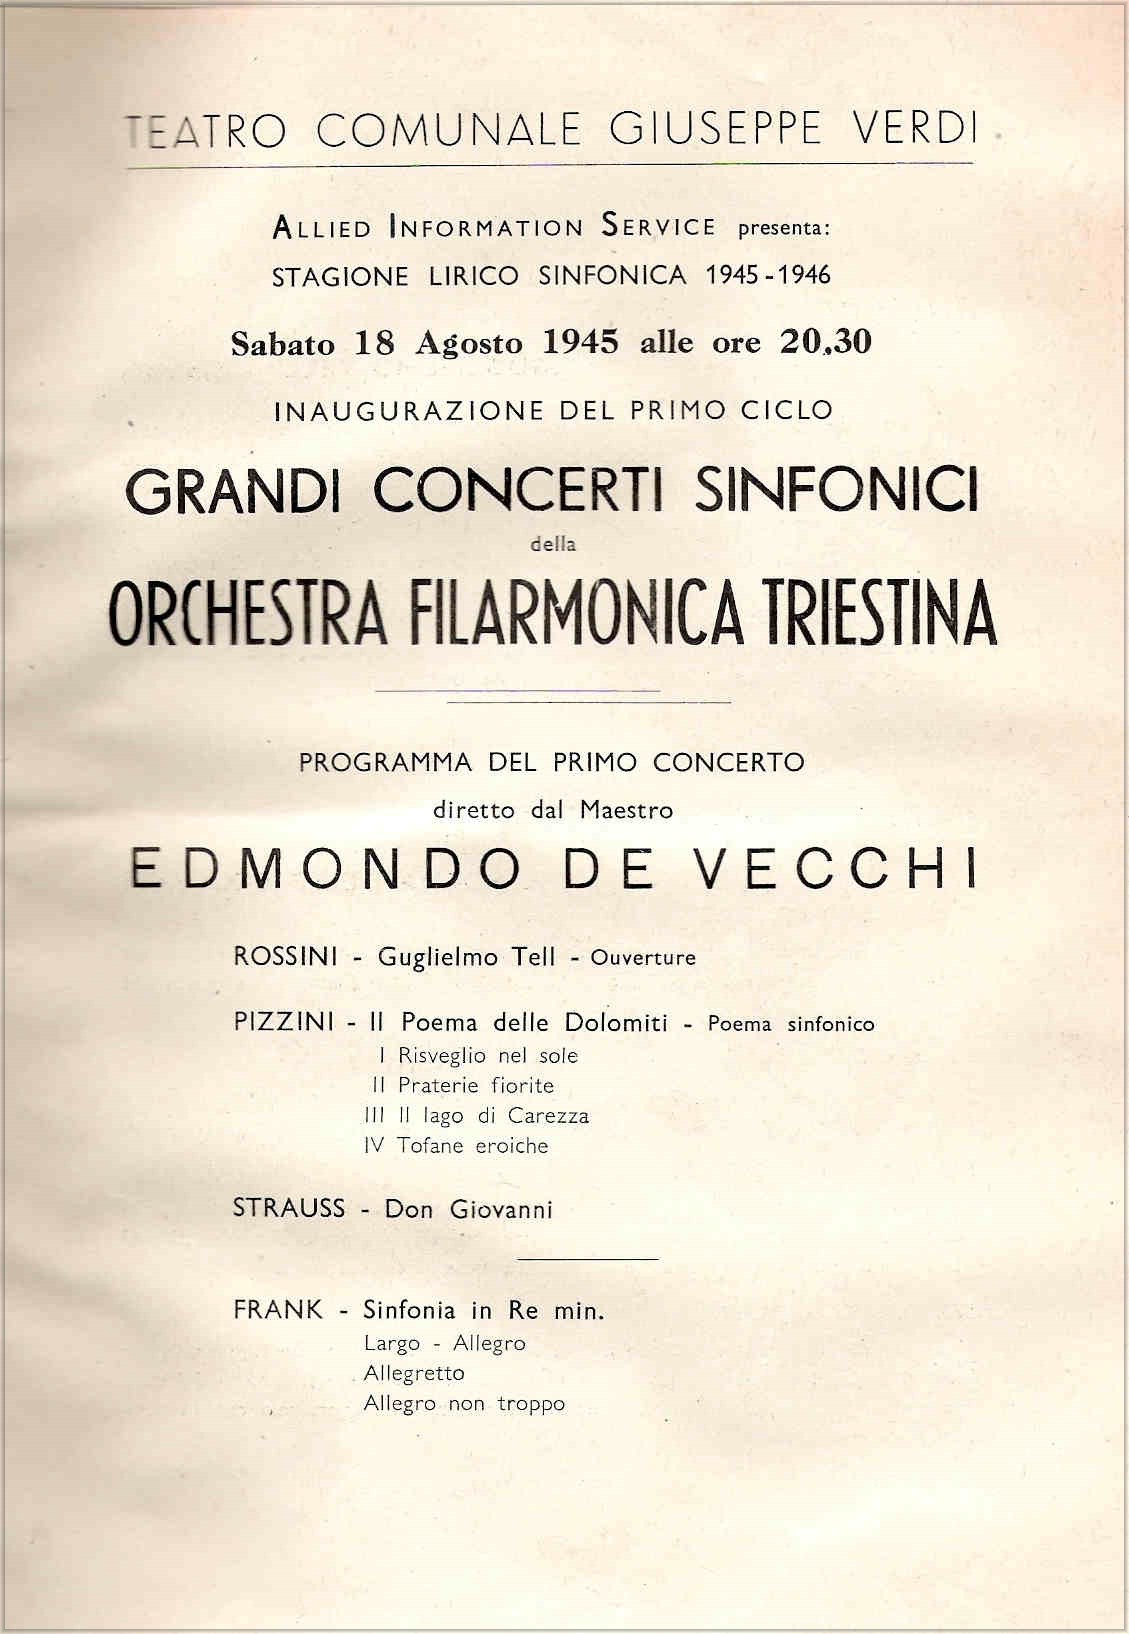 TEATRO COMUNALE GIUSEPPE VERDI
ALLIED INFORMATION SERVICE presenta:
STAGIONE LIRICO SINFONICA 1945-1946
Sabato 18 Agosto 1945 alle ore 20.30
INAUGURAZIONE DEL PRIMO CICLO
GRANDI CONCERTI SINFONICI
della
ORCHESTRA FILARMONICA TRIESTINA
PROGRAMMA DEL PRIMO CONCERTO
diretto dal Maestro
EDMONDO DE VECCHI
ROSSINI - Guglielmo Tell - Ouverture
PIZZINI - Il Poema delle Dolomiti - Poema sinfonico
I Risveglio nel sole
II Praterie fiorite
III Il lago di Carezza
IV Tofane eroiche
STRAUSS - Don Giovanni
FRANK - Sinfonia in Re min.
Largo - Allegro
Allegretto
Allegro non troppo